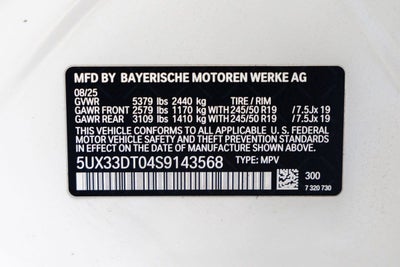 MFD BY BAYERISCHE MOTOREN WERKE AG
08/25
GVWR 5379 lbs 2440 kg TIRE / RIM
GAWR FRONT 2579 lbs 1170 kg 245/50 R19 / 7.5Jx 19
GAWR REAR 3109 lbs 1410 kg 245/50 R19 / 7.5Jx 19
THIS VEHICLE CONFORMS TO ALL APPLICABLE U.S. FEDERAL
MOTOR VEHICLE SAFETY AND THEFT PREVENTION STANDARDS
IN EFFECT ON THE DATE OF MANUFACTURE SHOWN ABOVE.
5UX33DT04S9143568 TYPE: MPV
300
7 320 730